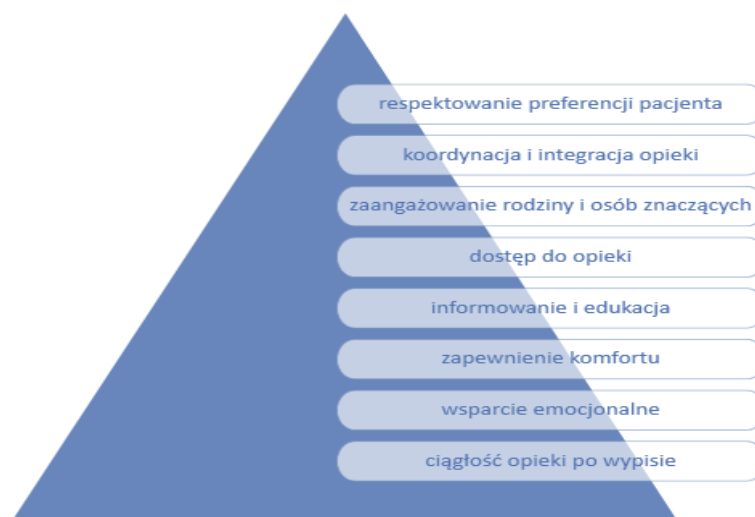 respektowanie preferencji pacjenta
koordynacja i integracja opieki
zaangażowanie rodziny i osób znaczących
dostęp do opieki
informowanie i edukacja
zapewnienie komfortu
wsparcie emocjonalne
ciągłość opieki po wypisie